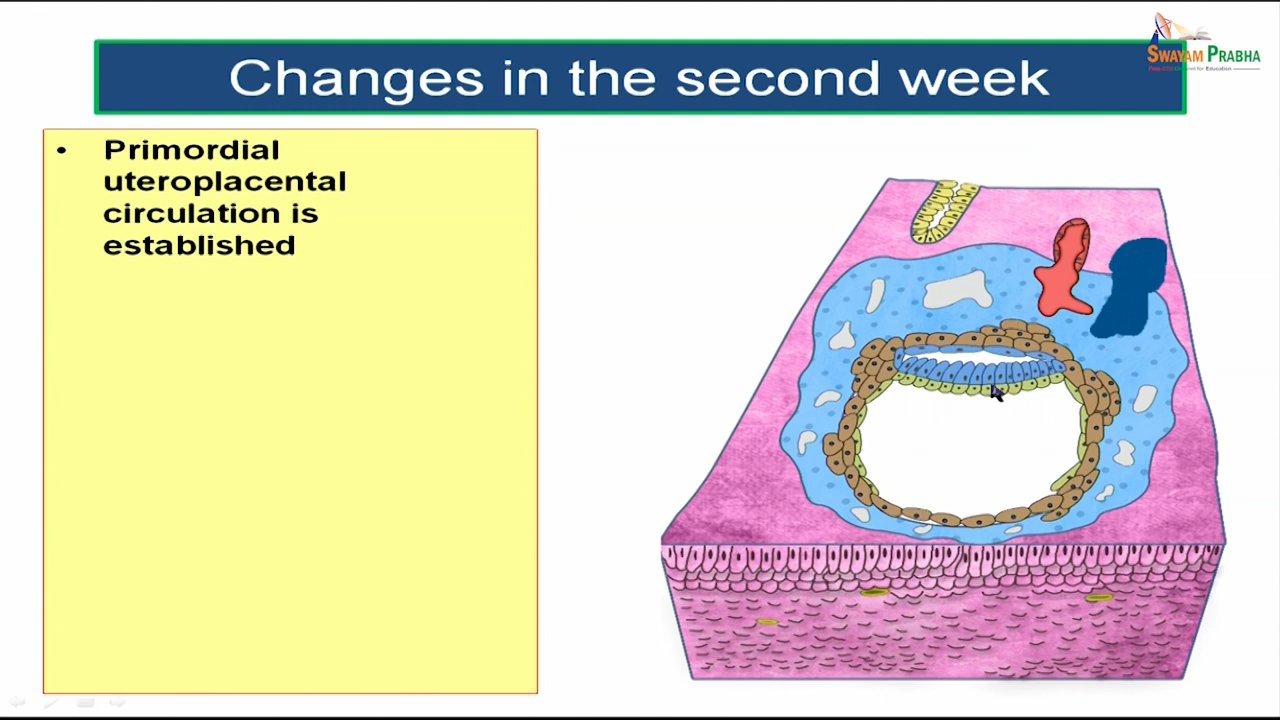 SWAYAM PRABHA
Changes in the second week
• Primordial
uteroplacental
circulation is
established